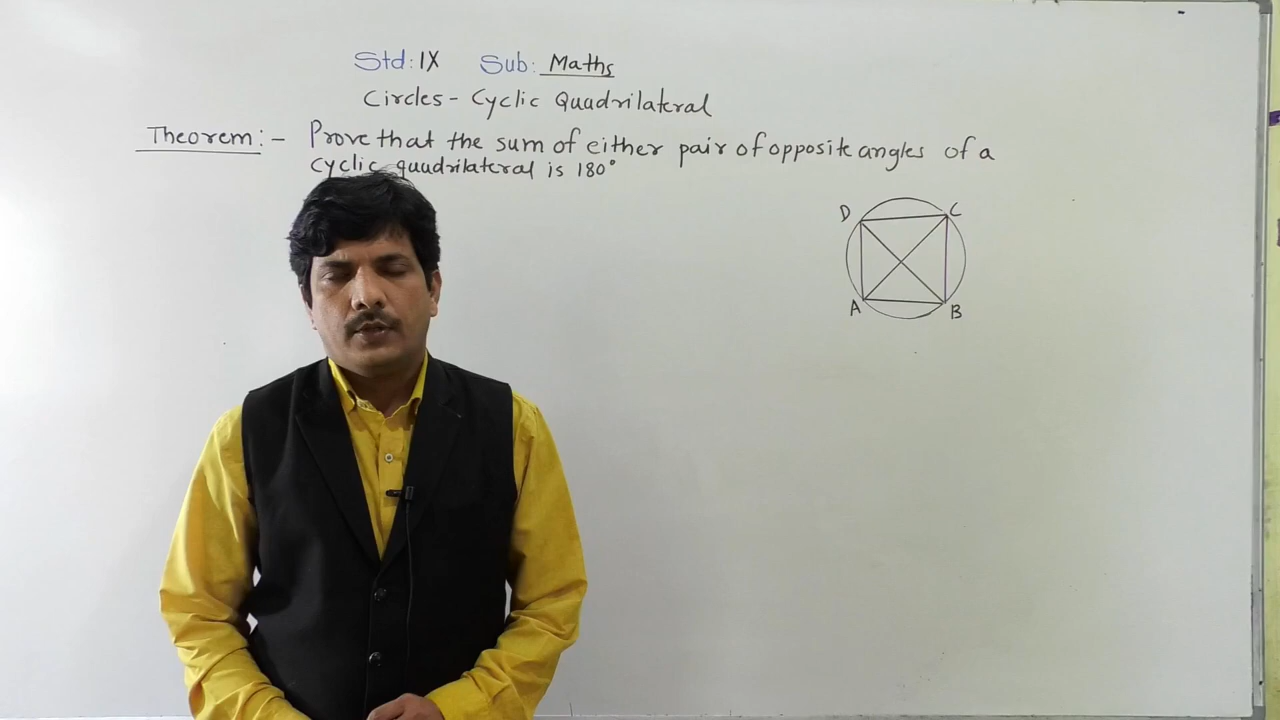 Std: IX Sub: Maths
Circles - Cyclic Quadrilateral
Theorem:- Prove that the sum of either pair of opposite angles of a
cyclic quadrilateral is 180°
D C
A B